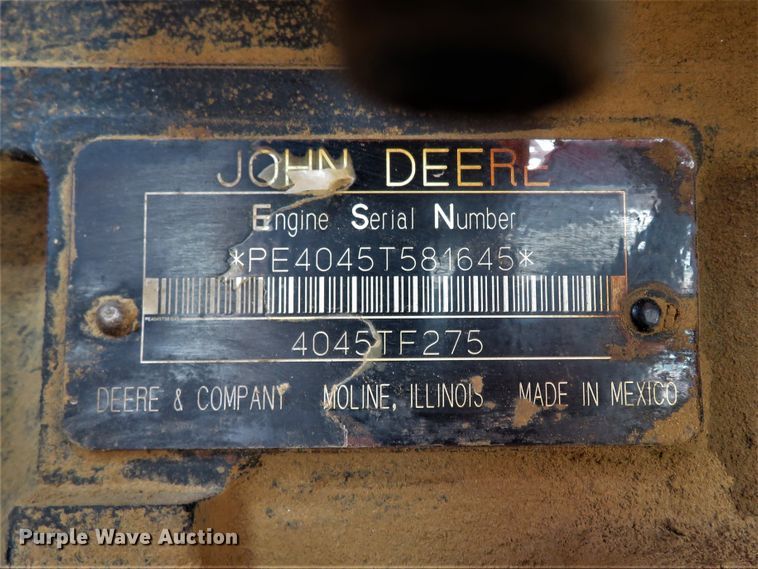 JOHN DEERE
Engine Serial Number
*PE4045T581645*
4045TF275
DEERE & COMPANY MOLINE, ILLINOIS MADE IN MEXICO
Purple Wave Auction